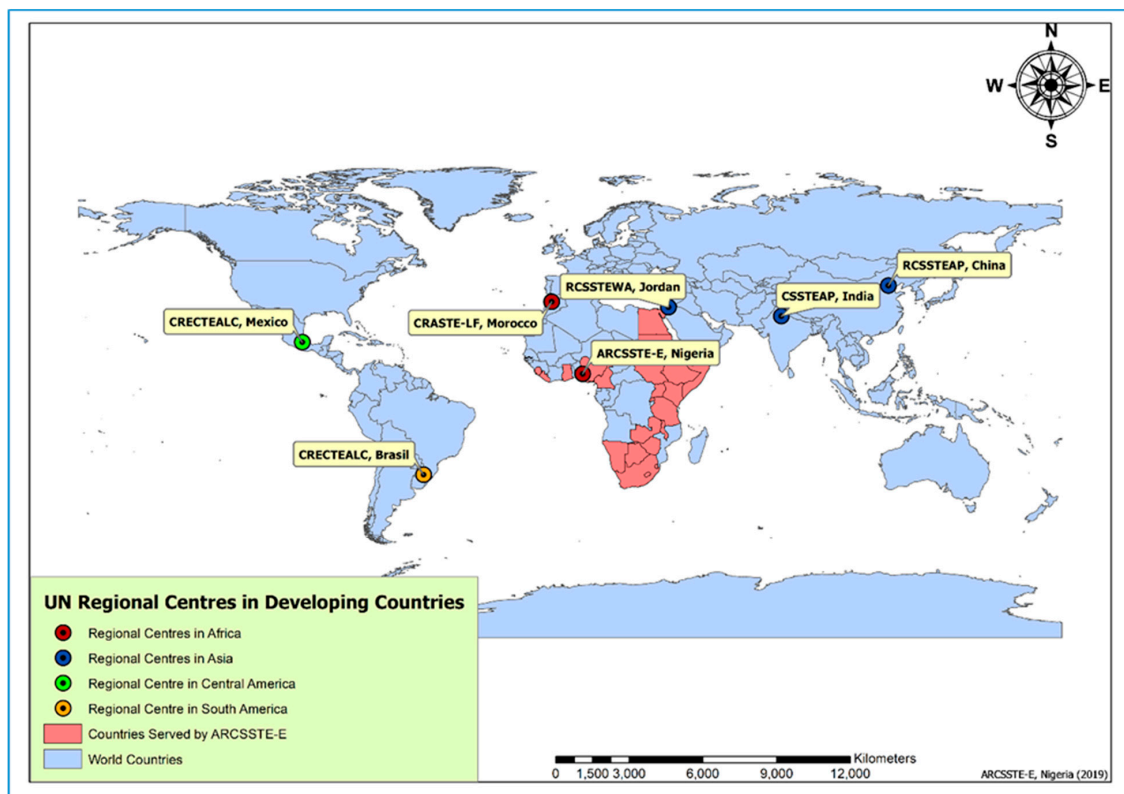 N
W E
S
RCSSTEAP, China
RCSSTEWA, Jordan
CSSTEAP, India
CRECTEALC, Mexico
CRASTE-LF, Morocco
ARCSSTE-E, Nigeria
CRECTEALC, Brasil
UN Regional Centres in Developing Countries
Regional Centres in Africa
Regional Centres in Asia
Regional Centre in Central America
Regional Centre in South America
Countries Served by ARCSSTE-E
World Countries
Kilometers
0 1,500 3,000 6,000 9,000 12,000
ARCSSTE-E, Nigeria (2019)